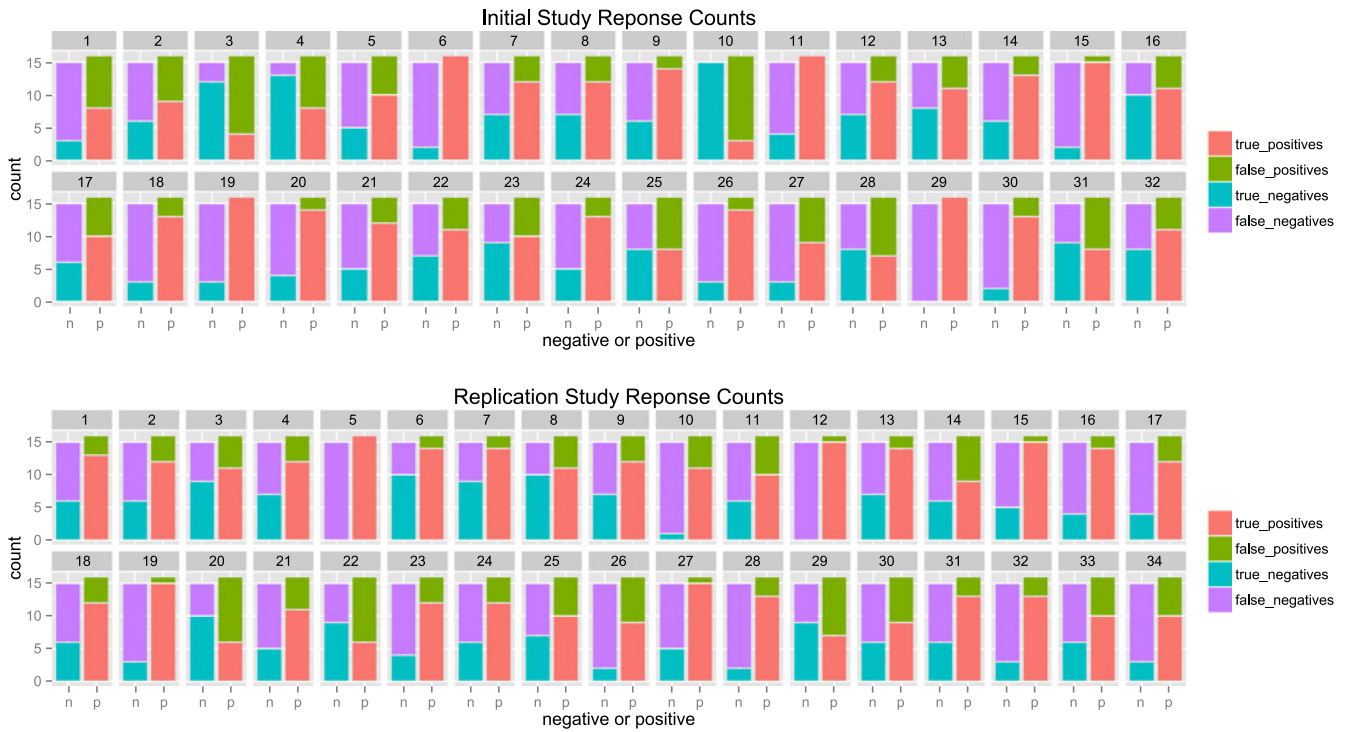 Initial Study Reponse Counts
1 2 3 4 5 6 7 8 9 10 11 12 13 14 15 16
15
10
5
0
17 18 19 20 21 22 23 24 25 26 27 28 29 30 31 32
15
10
5
0
count
n p n p n p n p n p n p n p n p n p n p n p n p n p n p n p n p
negative or positive
true_positives
false_positives
true_negatives
false_negatives
Replication Study Reponse Counts
1 2 3 4 5 6 7 8 9 10 11 12 13 14 15 16 17
15
10
5
0
18 19 20 21 22 23 24 25 26 27 28 29 30 31 32 33 34
15
10
5
0
count
n p n p n p n p n p n p n p n p n p n p n p n p n p n p n p n p n p
negative or positive
true_positives
false_positives
true_negatives
false_negatives